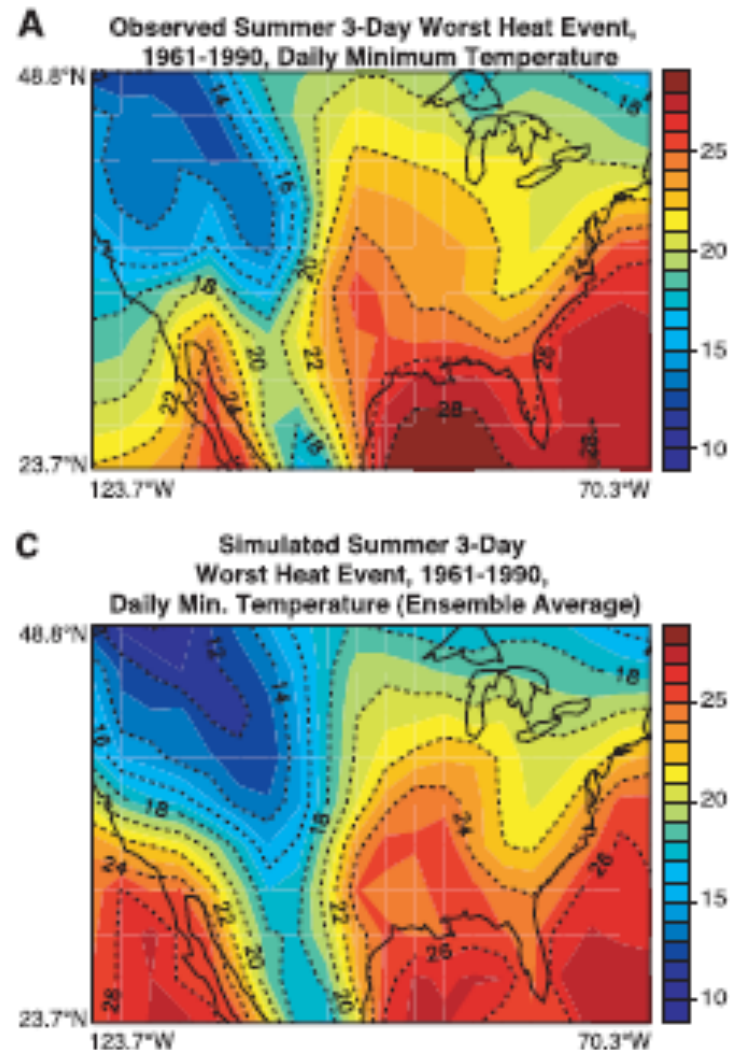 A
Observed Summer 3-Day Worst Heat Event,
1961-1990, Daily Minimum Temperature
48.8°N
14
18
16
25
20
24
18
20
20
22
28
15
22
24
28
18
28
10
23.7°N
123.7°W
70.3°W
C
Simulated Summer 3-Day
Worst Heat Event, 1961-1990,
Daily Min. Temperature (Ensemble Average)
48.8°N
12
18
14
25
16
18
18
20
24
24
26
22
22
15
20
26
20
10
23.7°N
123.7°W
70.3°W